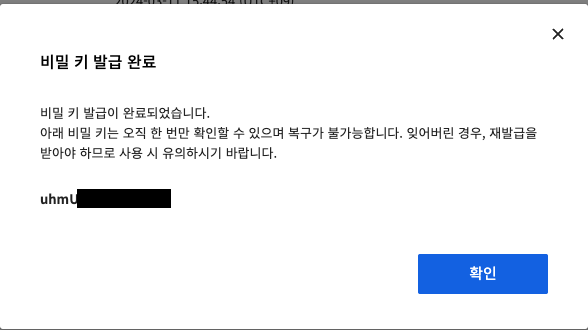 비밀 키 발급 완료
비밀 키 발급이 완료되었습니다.
아래 비밀 키는 오직 한 번만 확인할 수 있으며 복구가 불가능합니다. 잊어버린 경우, 재발급을
받아야 하므로 사용 시 유의하시기 바랍니다.
uhmU
확인